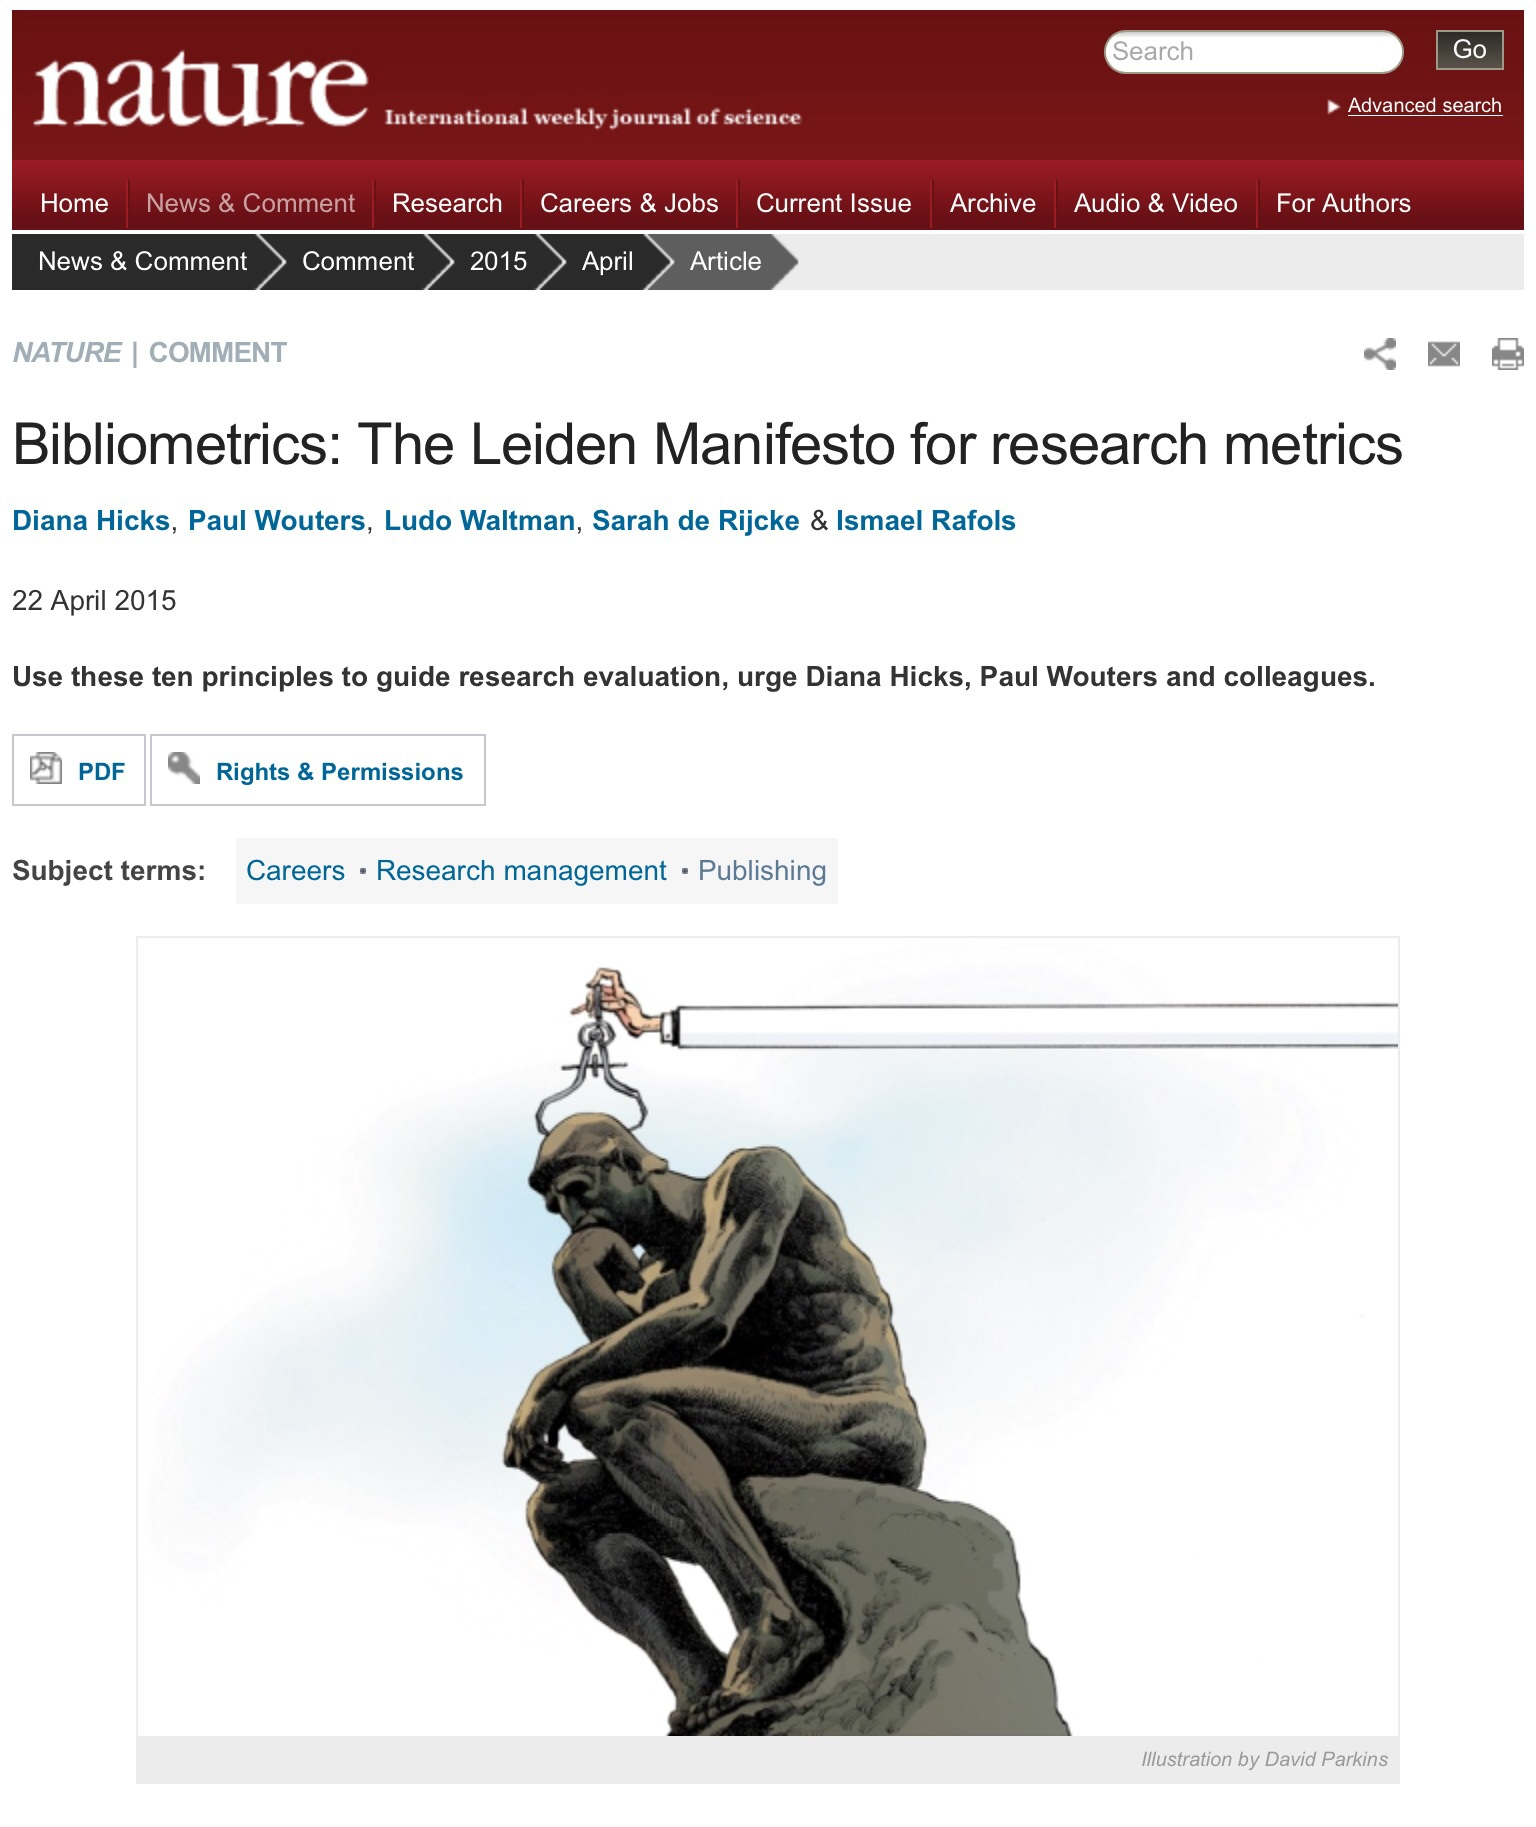 nature International weekly journal of science
Search Go
Advanced search
Home News & Comment Research Careers & Jobs Current Issue Archive Audio & Video For Authors
News & Comment Comment 2015 April Article
NATURE | COMMENT
Bibliometrics: The Leiden Manifesto for research metrics
Diana Hicks, Paul Wouters, Ludo Waltman, Sarah de Rijcke & Ismael Rafols
22 April 2015
Use these ten principles to guide research evaluation, urge Diana Hicks, Paul Wouters and colleagues.
PDF Rights & Permissions
Subject terms: Careers · Research management · Publishing
Illustration by David Parkins